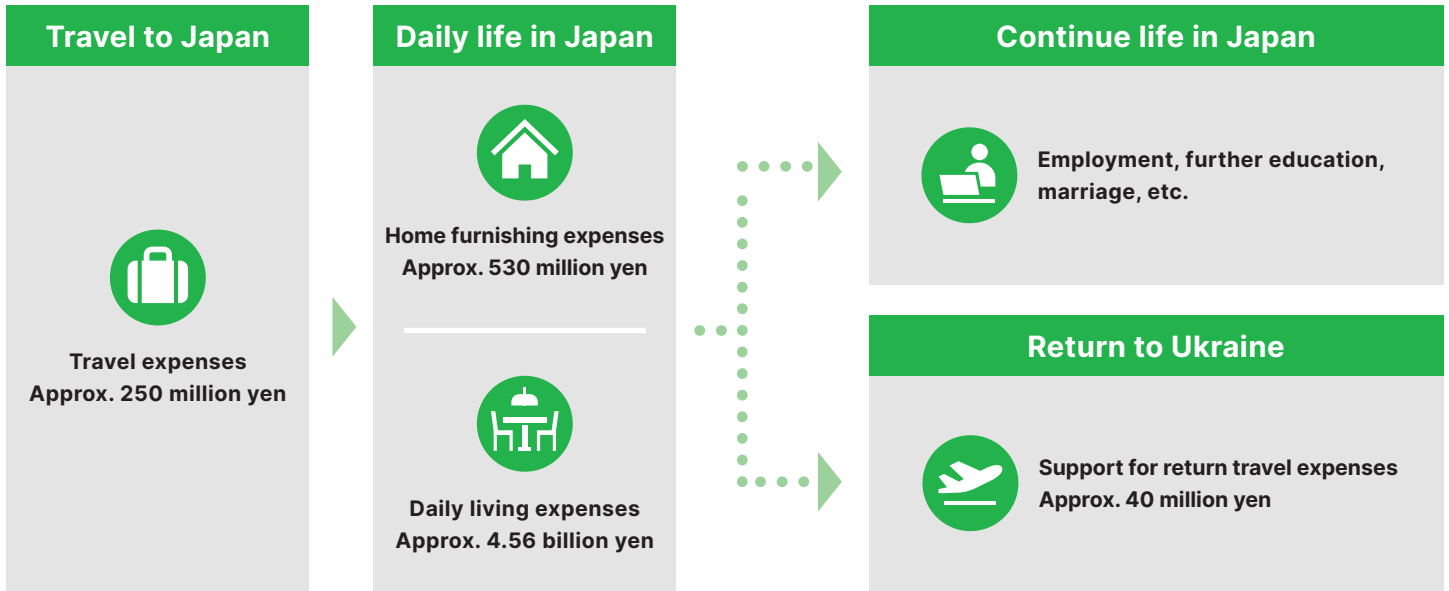 Travel to Japan
Travel expenses
Approx. 250 million yen
Daily life in Japan
Home furnishing expenses
Approx. 530 million yen
Daily living expenses
Approx. 4.56 billion yen
Continue life in Japan
Employment, further education,
marriage, etc.
Return to Ukraine
Support for return travel expenses
Approx. 40 million yen